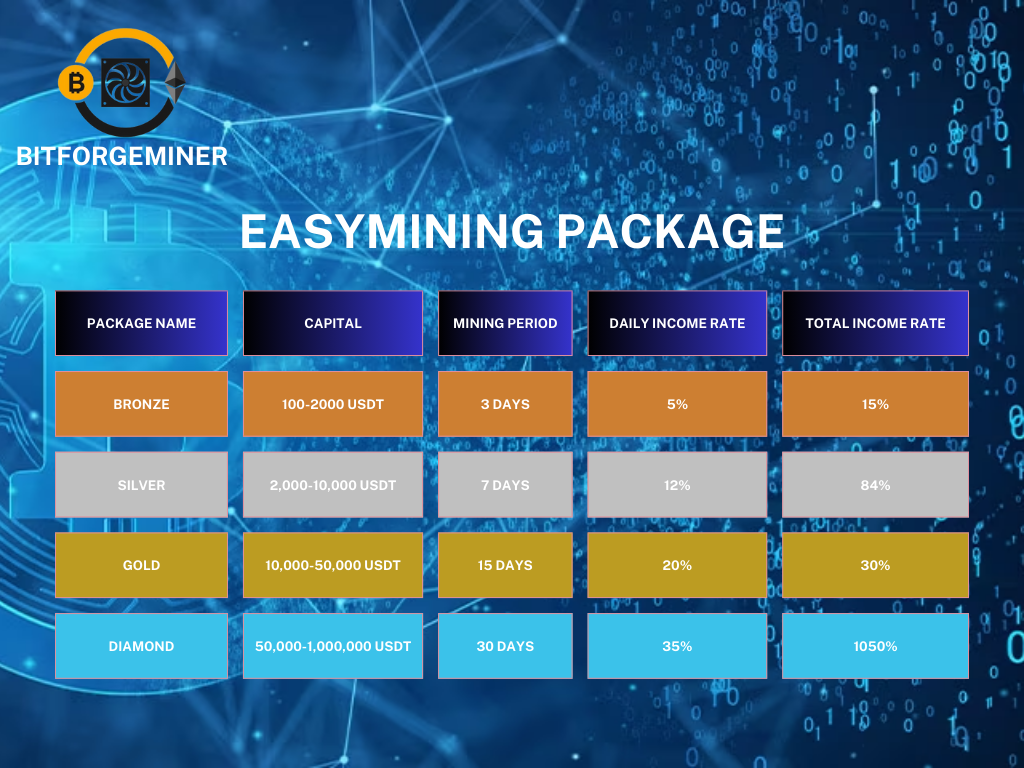 BITFORGEMINER
EASYMINING PACKAGE
PACKAGE NAME CAPITAL MINING PERIOD DAILY INCOME RATE TOTAL INCOME RATE
BRONZE 100-2000 USDT 3 DAYS 5% 15%
SILVER 2,000-10,000 USDT 7 DAYS 12% 84%
GOLD 10,000-50,000 USDT 15 DAYS 20% 30%
DIAMOND 50,000-1,000,000 USDT 30 DAYS 35% 1050%